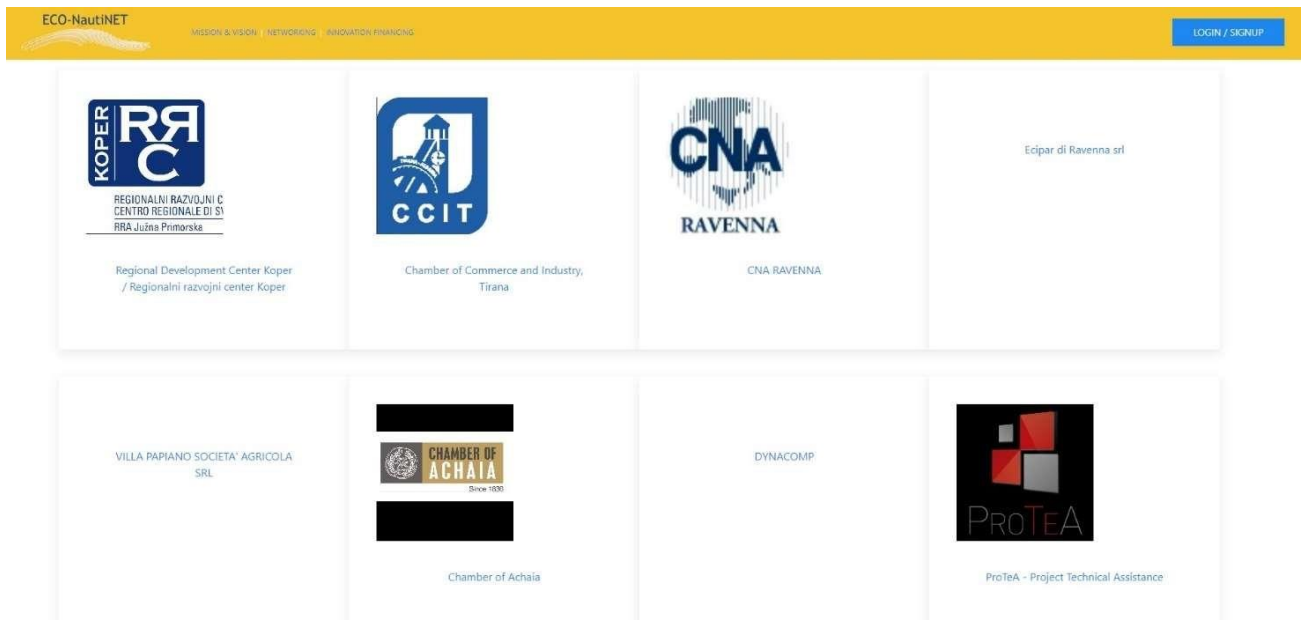 ECO-NautiNET
MISSION & VISION | NETWORKING | INNOVATION FINANCING
LOGIN / SIGNUP
KOPER
RRC
REGIONALNI RAZVOJNI C
CENTRO REGIONALE DI S
RRA Južna Primorska
Regional Development Center Koper
/ Regionalni razvojni center Koper
CCIT
Chamber of Commerce and Industry,
Tirana
CNA
RAVENNA
CNA RAVENNA
Ecipar di Ravenna srl
VILLA PAPIANO SOCIETA' AGRICOLA
SRL
CHAMBER OF
ACHAIA
Since 1836
Chamber of Achaia
DYNACOMP
PROTEA
ProTeA - Project Technical Assistance